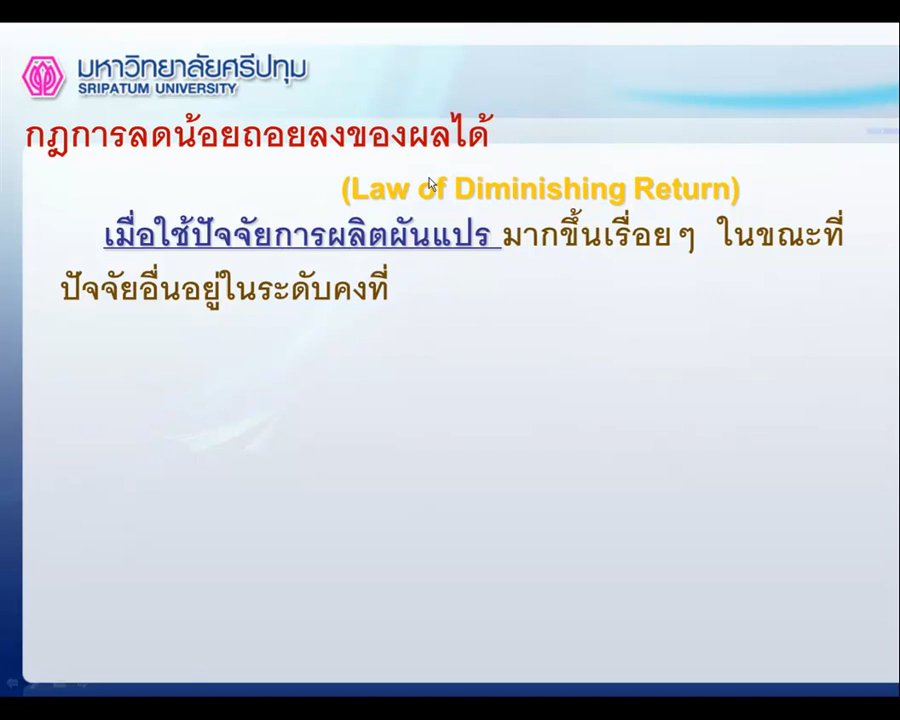 มหาวิทยาลัยศรีปทุม
SRIPATUM UNIVERSITY
กฎการลดน้อยถอยลงของผลได้
(Law of Diminishing Return)
เมื่อใช้ปัจจัยการผลิตผันแปร มากขึ้นเรื่อยๆ ในขณะที่
ปัจจัยอื่นอยู่ในระดับคงที่